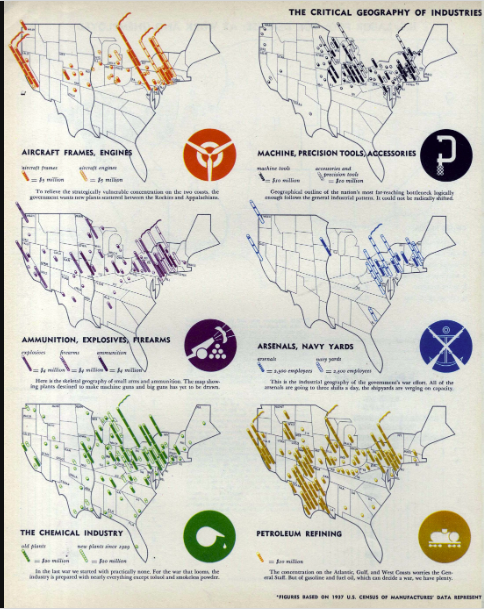 THE CRITICAL GEOGRAPHY OF INDUSTRIES
AIRCRAFT FRAMES, ENGINES
aircraft frames aircraft engines
= $5 million = $5 million
To relieve the strategically vulnerable concentration on the two coasts, the
government wants new plants scattered between the Rockies and Appalachians.
MACHINE, PRECISION TOOLS, ACCESSORIES
machine tools accessories and
precision tools
= $10 million = $10 million
Geographical outline of the nation's most far-reaching bottleneck logically
enough follows the general industrial pattern. It could not be radically shifted.
AMMUNITION, EXPLOSIVES, FIREARMS
explosives firearms ammunition
= $4 million = $4 million = $4 million
Here is the skeletal geography of small arms and ammunition. The map show-
ing plants destined to make machine guns and big guns has yet to be drawn.
ARSENALS, NAVY YARDS
arsenals navy yards
= 2,500 employees = 2,500 employees
This is the industrial geography of the government's war effort. All of the
arsenals are going to three shifts a day, the shipyards are verging on capacity.
THE CHEMICAL INDUSTRY
old plants new plants since 1929
= $10 million = $10 million
In the last war we started with practically none. For the war that looms, the
industry is prepared with nearly everything except toluol and smokeless powder.
PETROLEUM REFINING
= $10 million
The concentration on the Atlantic, Gulf, and West Coasts worries the Gen-
eral Staff. But of gasoline and fuel oil, which can decide a war, we have plenty.
*FIGURES BASED ON 1937 U.S. CENSUS OF MANUFACTURES' DATA REPRESENT